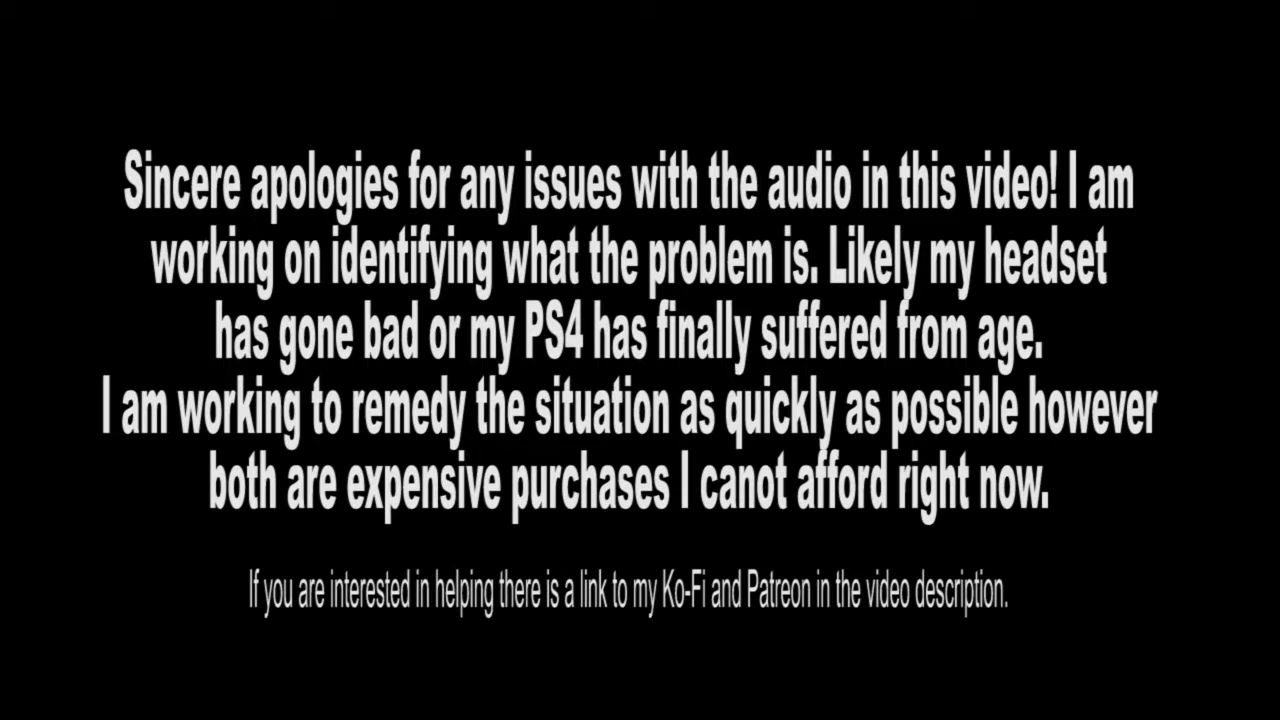 Sincere apologies for any issues with the audio in this video! I am
working on identifying what the problem is. Likely my headset
has gone bad or my PS4 has finally suffered from age.
I am working to remedy the situation as quickly as possible however
both are expensive purchases I canot afford right now.
If you are interested in helping there is a link to my Ko-Fi and Patreon in the video description.